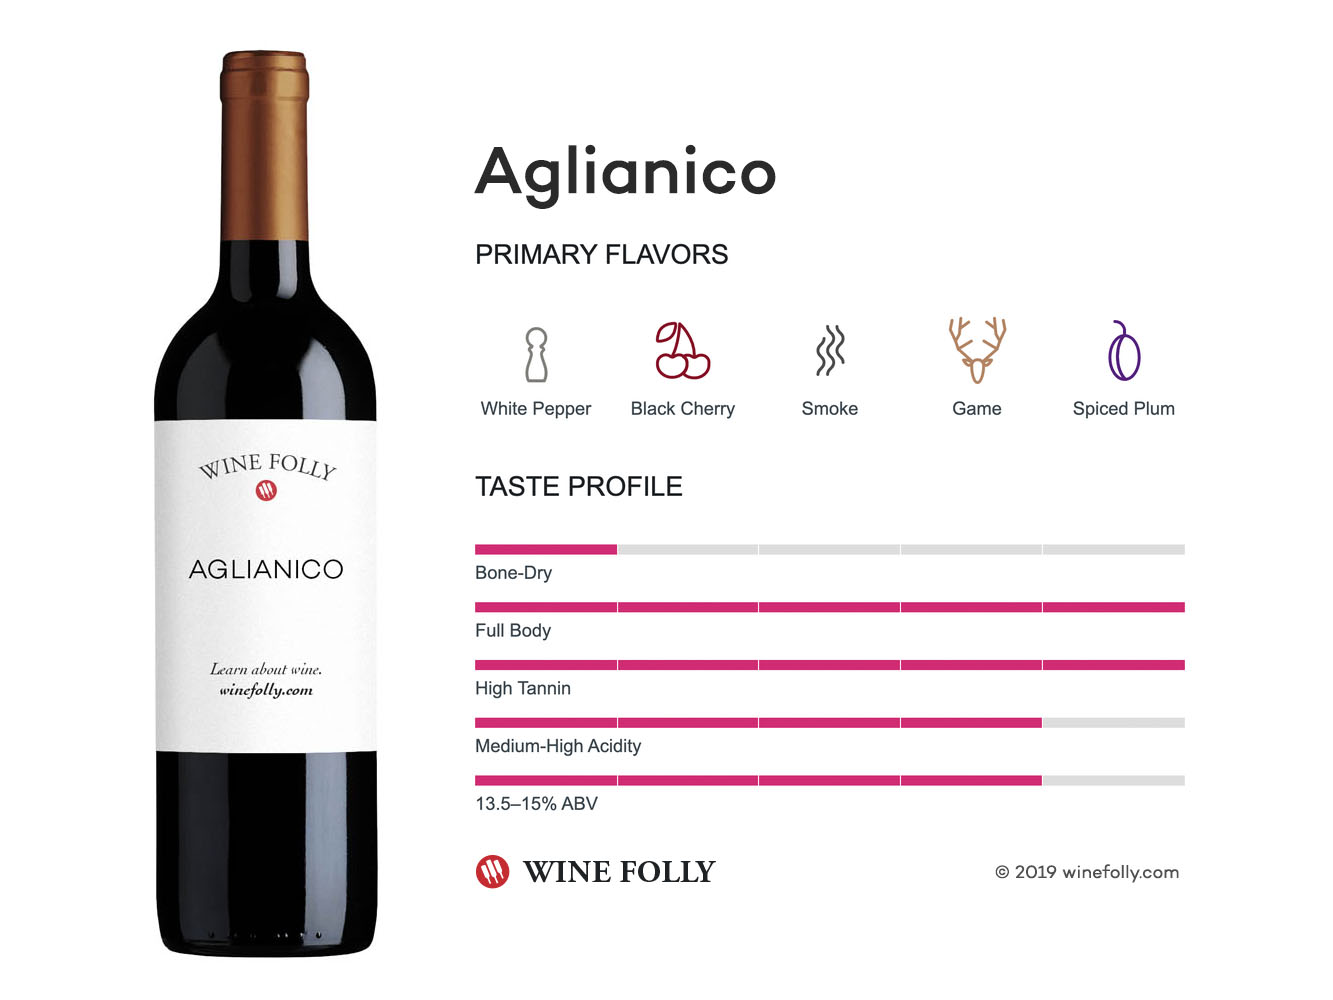 WINE FOLLY
AGLIANICO
Learn about wine.
winefolly.com
Aglianico
PRIMARY FLAVORS
White Pepper
Black Cherry
Smoke
Game
Spiced Plum
TASTE PROFILE
Bone-Dry
Full Body
High Tannin
Medium-High Acidity
13.5–15% ABV
WINE FOLLY
© 2019 winefolly.com